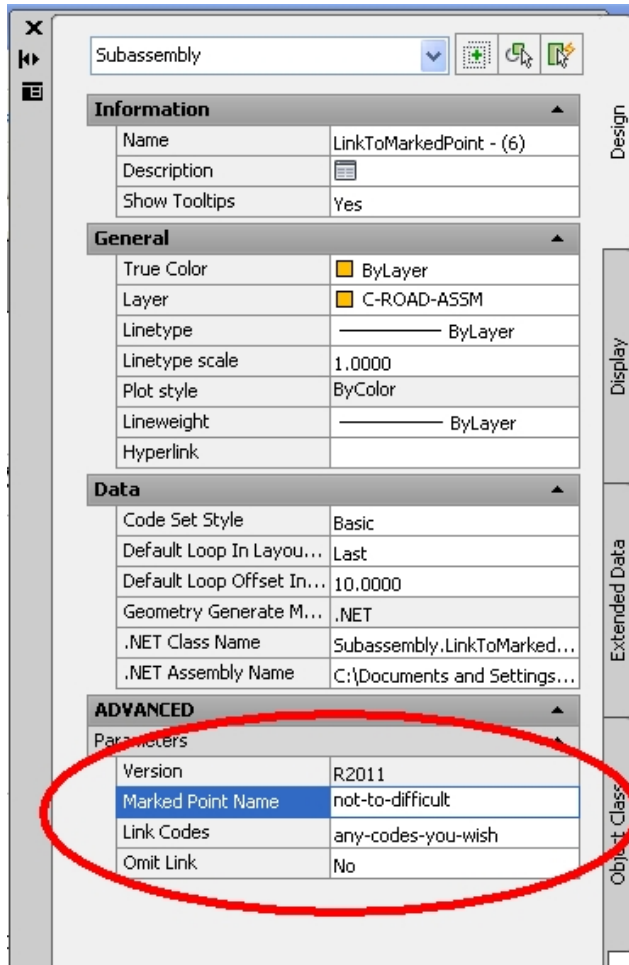 Subassembly
Information
Name LinkToMarkedPoint - (6)
Description
Show Tooltips Yes
General
True Color ByLayer
Layer C-ROAD-ASSM
Linetype ByLayer
Linetype scale 1.0000
Plot style ByColor
Lineweight ByLayer
Hyperlink
Data
Code Set Style Basic
Default Loop In Layou... Last
Default Loop Offset In... 10.0000
Geometry Generate M... .NET
.NET Class Name Subassembly.LinkToMarked...
.NET Assembly Name C:\Documents and Settings...
ADVANCED
Parameters
Version R2011
Marked Point Name not-to-difficult
Link Codes any-codes-you-wish
Omit Link No
Design
Display
Extended Data
Object Class